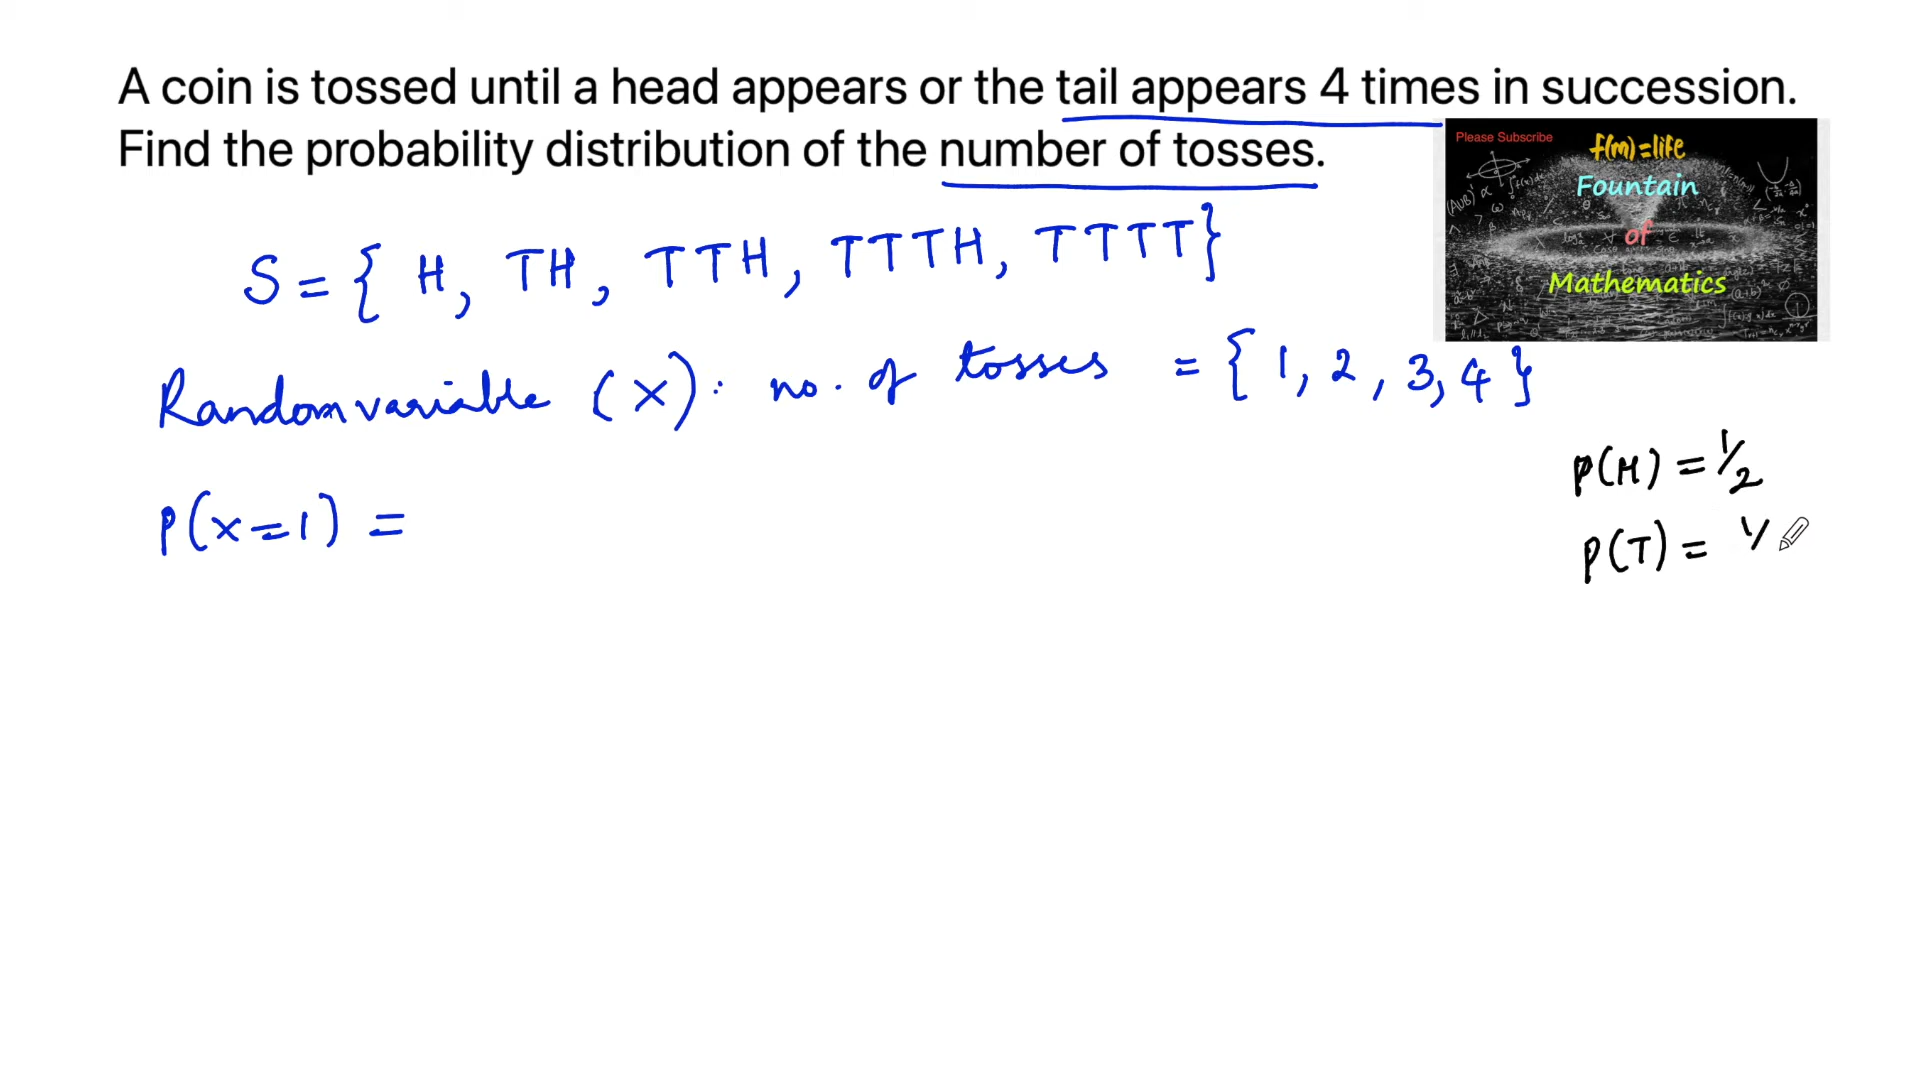 A coin is tossed until a head appears or the tail appears 4 times in succession.
Find the probability distribution of the number of tosses.
Please Subscribe
f(m)=life
Fountain
of
Mathematics
S = { H, TH, TTH, TTTH, TTTT}
Random variable (X): no. of tosses = { 1, 2, 3, 4 }
P(H) = 1/2
P(x=1) =
P(T) = 1/